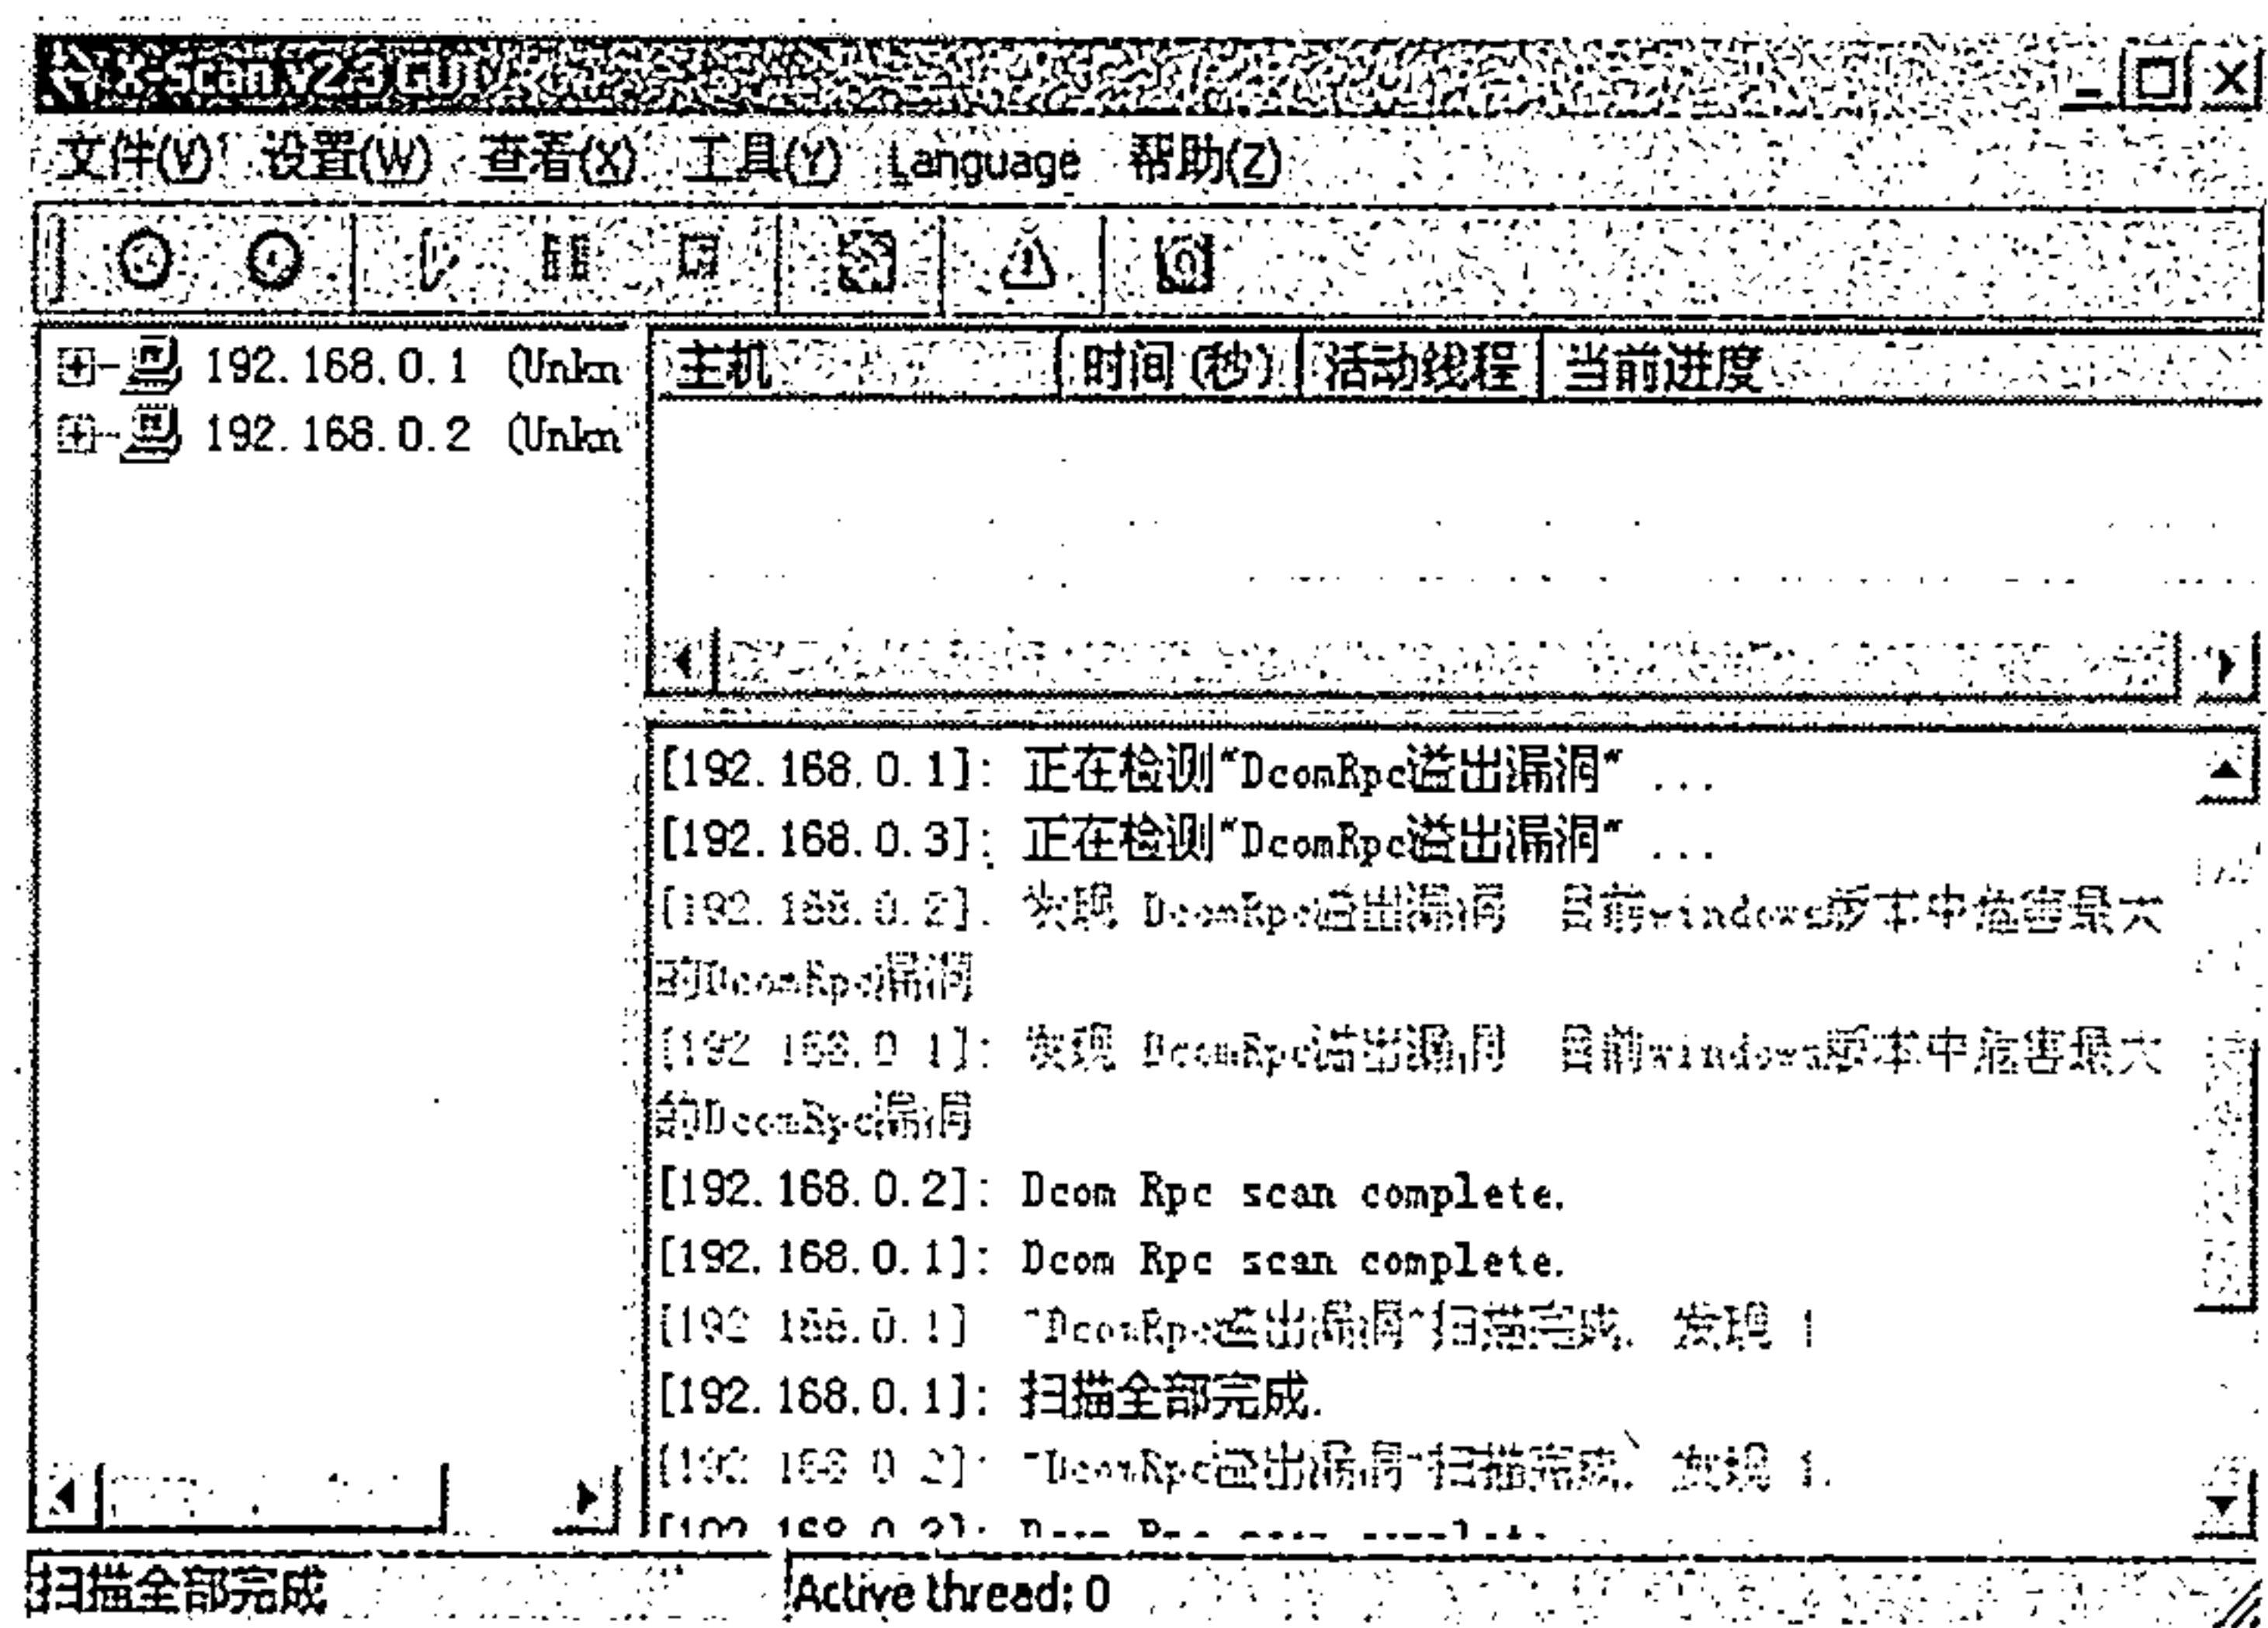 X-Scan v2.3 GUI
文件(V) 设置(W) 查看(X) 工具(Y) Language 帮助(Z)
192.168.0.1 (Unkn
192.168.0.2 (Unkn
主机 时间(秒) 活动线程 当前进度
[192.168.0.1]: 正在检测"DcomRpc溢出漏洞" ...
[192.168.0.3]: 正在检测"DcomRpc溢出漏洞" ...
[192.168.0.2]: 发现 DcomRpc溢出漏洞 目前windows版本中危害最大
的DcomRpc漏洞
[192.168.0.1]: 发现 DcomRpc溢出漏洞 目前windows版本中危害最大
的DcomRpc漏洞
[192.168.0.2]: Dcom Rpc scan complete.
[192.168.0.1]: Dcom Rpc scan complete.
[192.168.0.1] "DcomRpc溢出漏洞"扫描完成, 发现 1
[192.168.0.1]: 扫描全部完成.
[192.168.0.2]: "DcomRpc溢出漏洞"扫描完成, 发现 1.
扫描全部完成 Active thread: 0